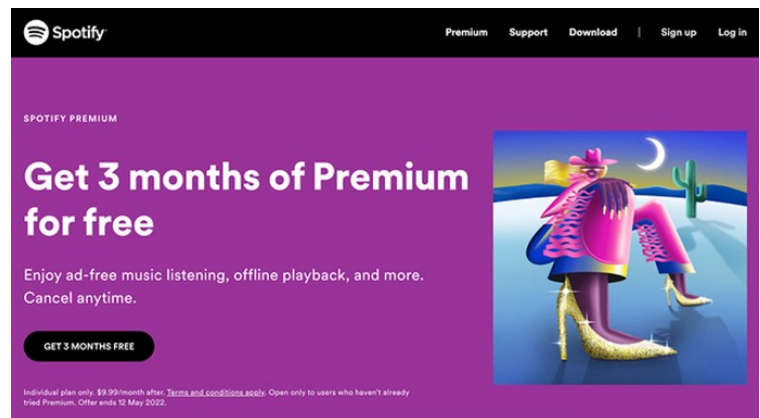 Spotify
Premium Support Download | Sign up Log in
SPOTIFY PREMIUM
Get 3 months of Premium
for free
Enjoy ad-free music listening, offline playback, and more.
Cancel anytime.
GET 3 MONTHS FREE
Individual plan only. $9.99/month after. Terms and conditions apply. Open only to users who haven't already
tried Premium. Offer ends 12 May 2022.